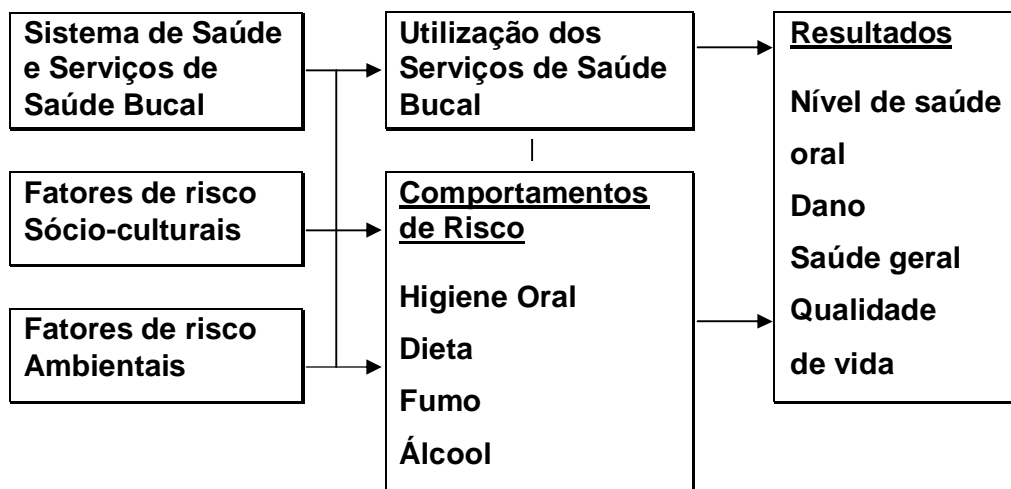 Sistema de Saúde
e Serviços de
Saúde Bucal
Fatores de risco
Sócio-culturais
Fatores de risco
Ambientais
Utilização dos
Serviços de Saúde
Bucal
Comportamentos
de Risco
Higiene Oral
Dieta
Fumo
Álcool
Resultados
Nível de saúde
oral
Dano
Saúde geral
Qualidade
de vida